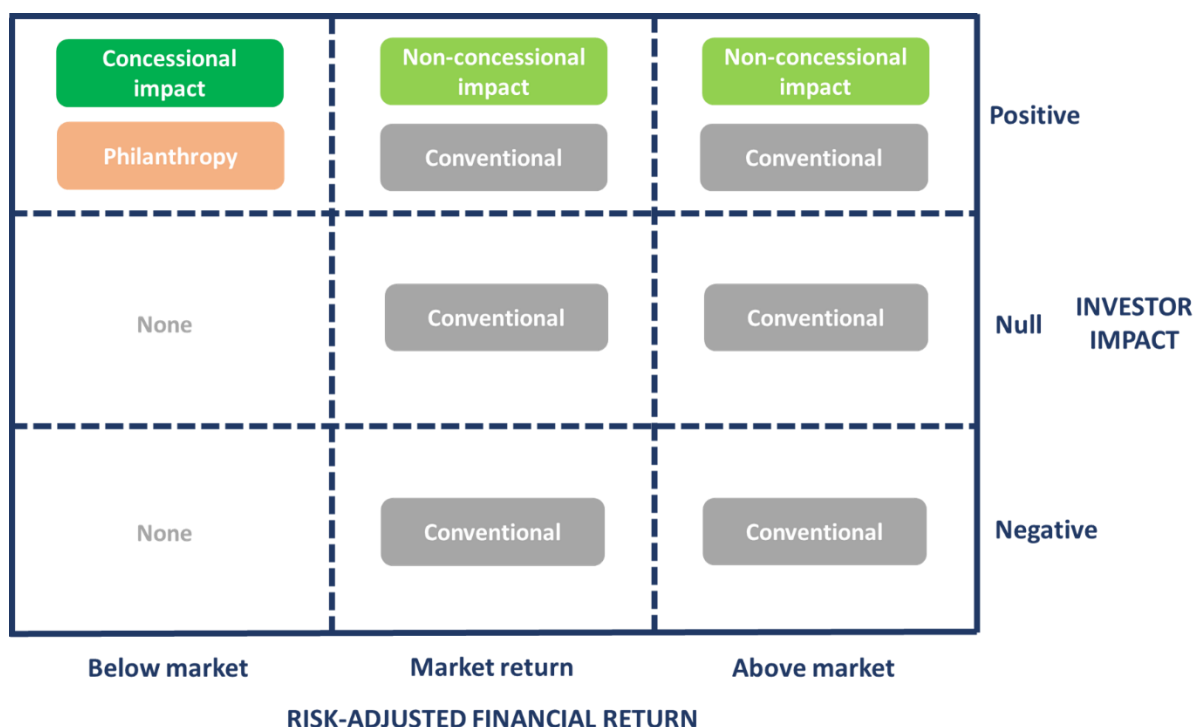 Concessional
impact
Non-concessional
impact
Non-concessional
impact
Positive
Philanthropy
Conventional
Conventional
None
Conventional
Conventional
Null
INVESTOR
IMPACT
None
Conventional
Conventional
Negative
Below market
Market return
Above market
RISK-ADJUSTED FINANCIAL RETURN